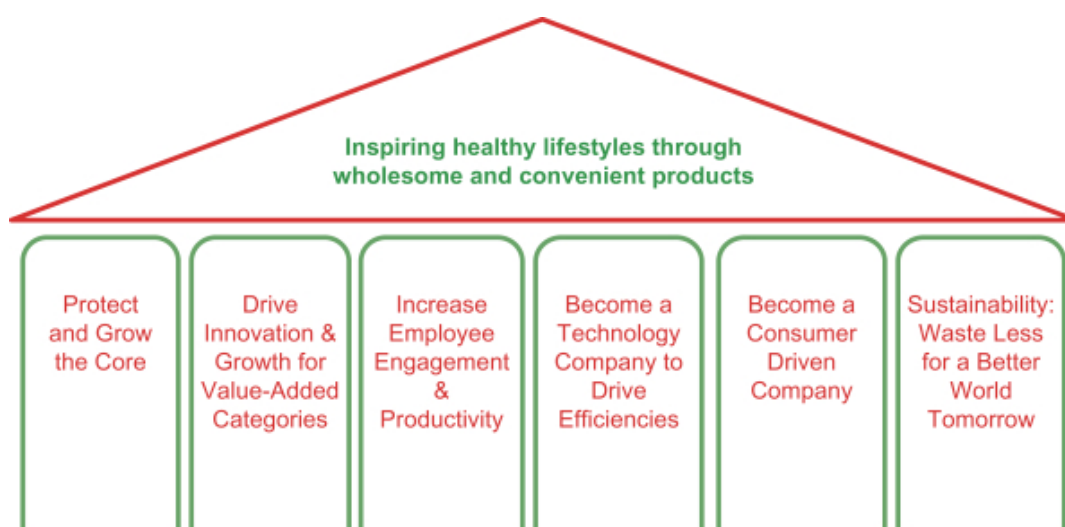 Inspiring healthy lifestyles through
wholesome and convenient products
Protect
and Grow
the Core
Drive
Innovation &
Growth for
Value-Added
Categories
Increase
Employee
Engagement
&
Productivity
Become a
Technology
Company to
Drive
Efficiencies
Become a
Consumer
Driven
Company
Sustainability:
Waste Less
for a Better
World
Tomorrow